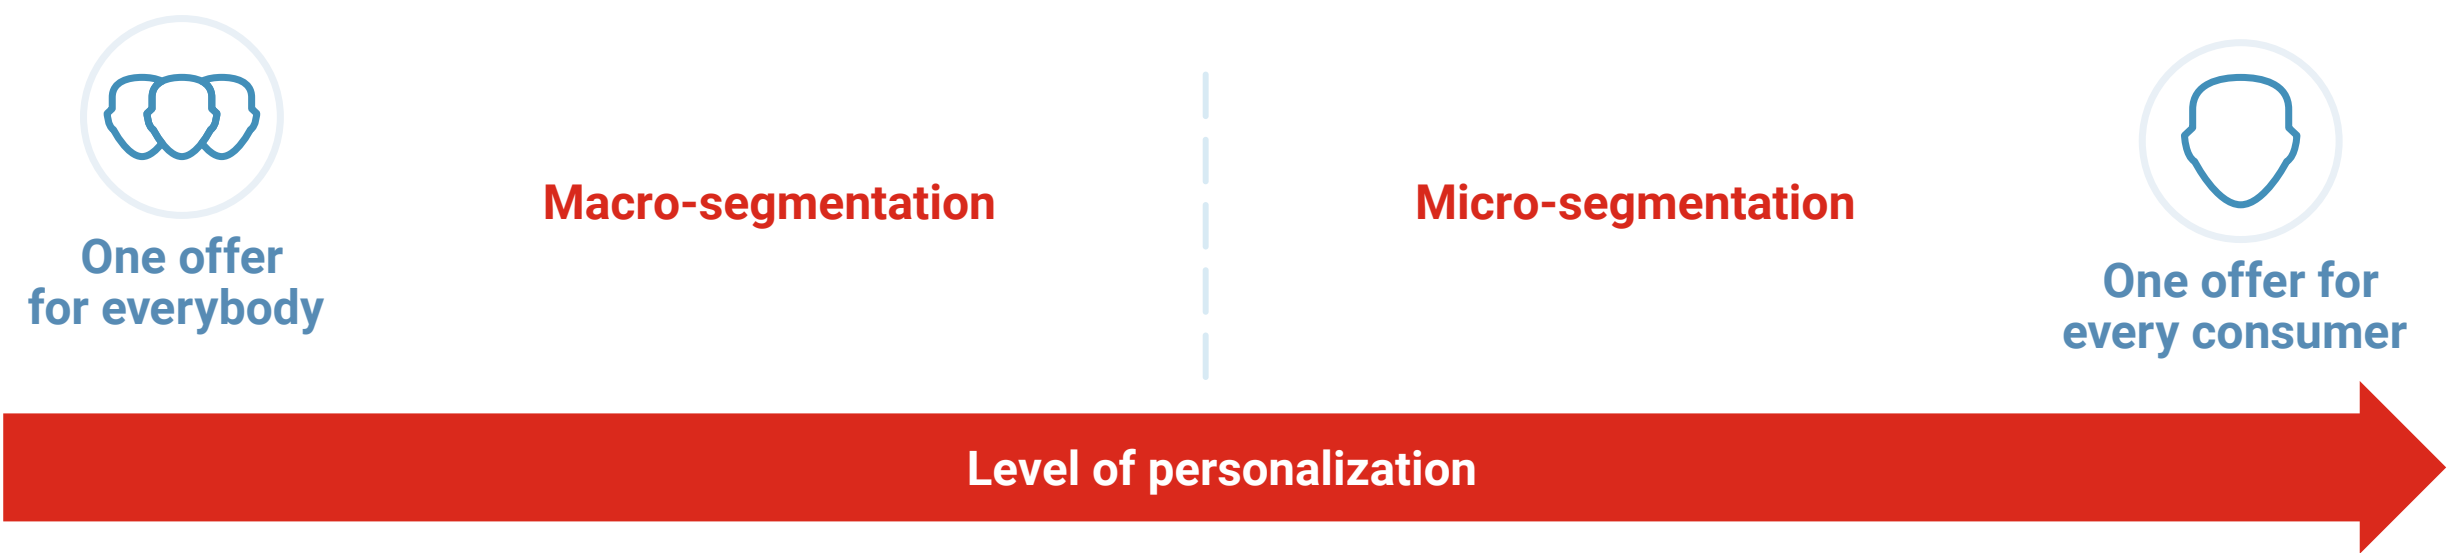 One offer
for everybody
Macro-segmentation
Micro-segmentation
One offer for
every consumer
Level of personalization